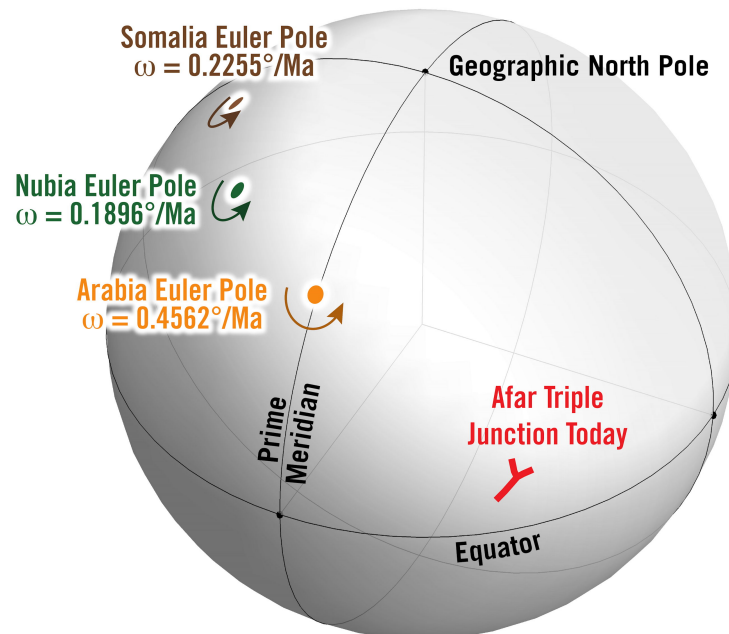 Somalia Euler Pole
ω = 0.2255°/Ma
Geographic North Pole
Nubia Euler Pole
ω = 0.1896°/Ma
Arabia Euler Pole
ω = 0.4562°/Ma
Prime
Meridian
Afar Triple
Junction Today
Equator